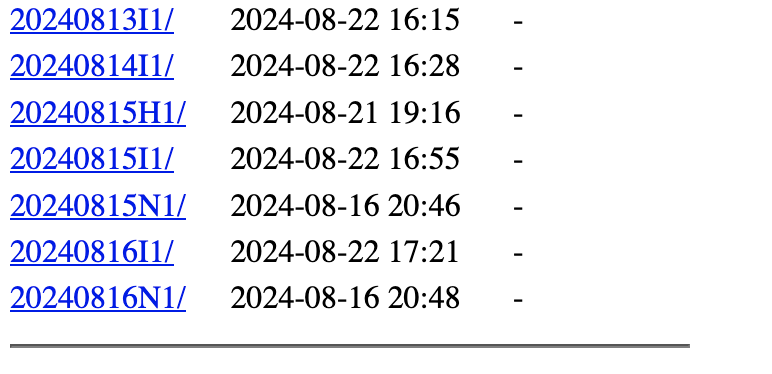 20240813I1/ 2024-08-22 16:15 -
20240814I1/ 2024-08-22 16:28 -
20240815H1/ 2024-08-21 19:16 -
20240815I1/ 2024-08-22 16:55 -
20240815N1/ 2024-08-16 20:46 -
20240816I1/ 2024-08-22 17:21 -
20240816N1/ 2024-08-16 20:48 -